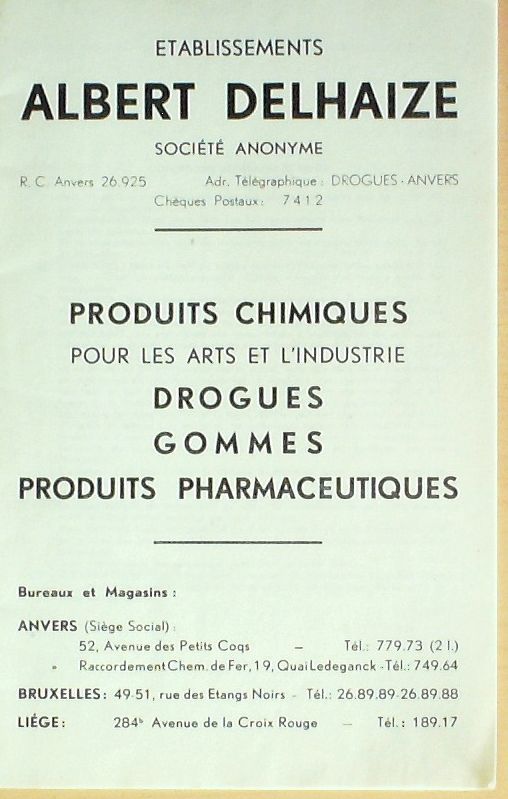 ETABLISSEMENTS
ALBERT DELHAIZE
SOCIÉTÉ ANONYME
R. C. Anvers 26.925 Adr. Télégraphique : DROGUES - ANVERS
Chèques Postaux : 7412
PRODUITS CHIMIQUES
POUR LES ARTS ET L'INDUSTRIE
DROGUES
GOMMES
PRODUITS PHARMACEUTIQUES
Bureaux et Magasins :
ANVERS (Siège Social) :
52, Avenue des Petits Coqs — Tél.: 779.73 (2 l.)
» Raccordement Chem. de Fer, 19, Quai Ledeganck - Tél.: 749.64
BRUXELLES: 49-51, rue des Etangs Noirs - Tél.: 26.89.89-26.89.88
LIÉGE: 284ᵇ Avenue de la Croix Rouge — Tél.: 189.17